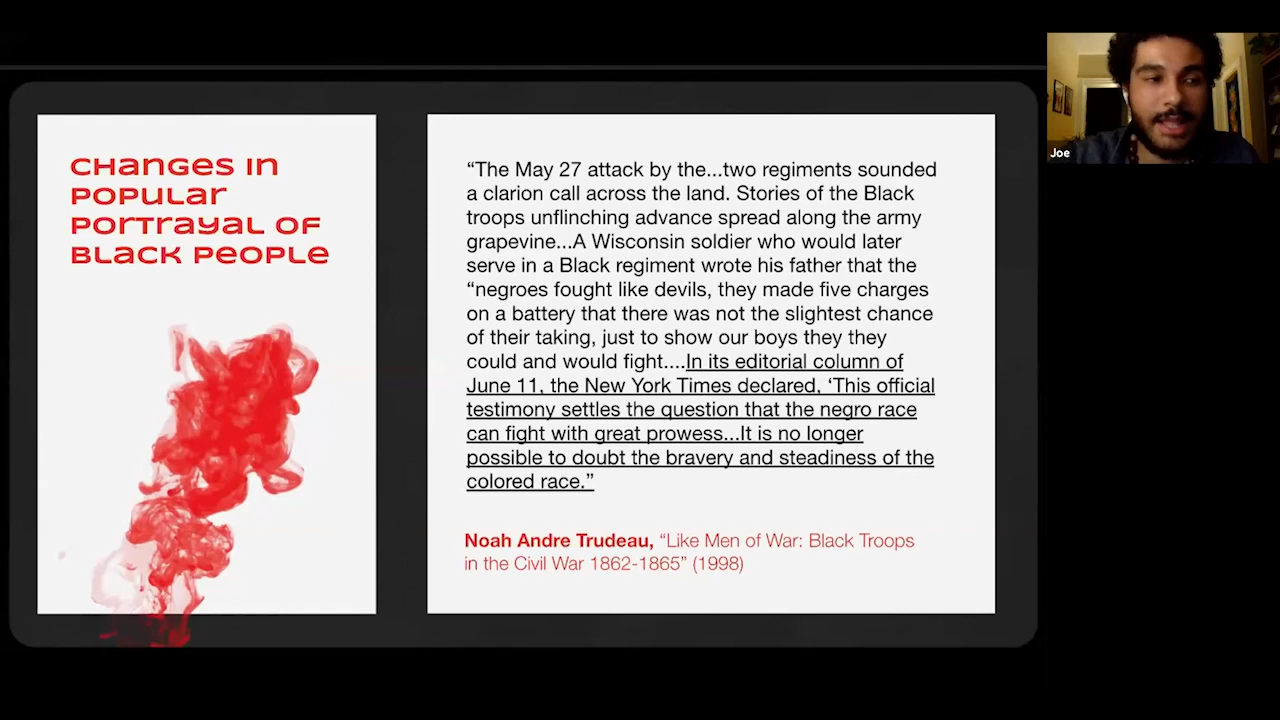 Changes in
popular
portrayal of
Black people
“The May 27 attack by the...two regiments sounded
a clarion call across the land. Stories of the Black
troops unflinching advance spread along the army
grapevine...A Wisconsin soldier who would later
serve in a Black regiment wrote his father that the
“negroes fought like devils, they made five charges
on a battery that there was not the slightest chance
of their taking, just to show our boys they they
could and would fight....In its editorial column of
June 11, the New York Times declared, ‘This official
testimony settles the question that the negro race
can fight with great prowess...It is no longer
possible to doubt the bravery and steadiness of the
colored race.”
Noah Andre Trudeau, “Like Men of War: Black Troops
in the Civil War 1862-1865” (1998)
Joe